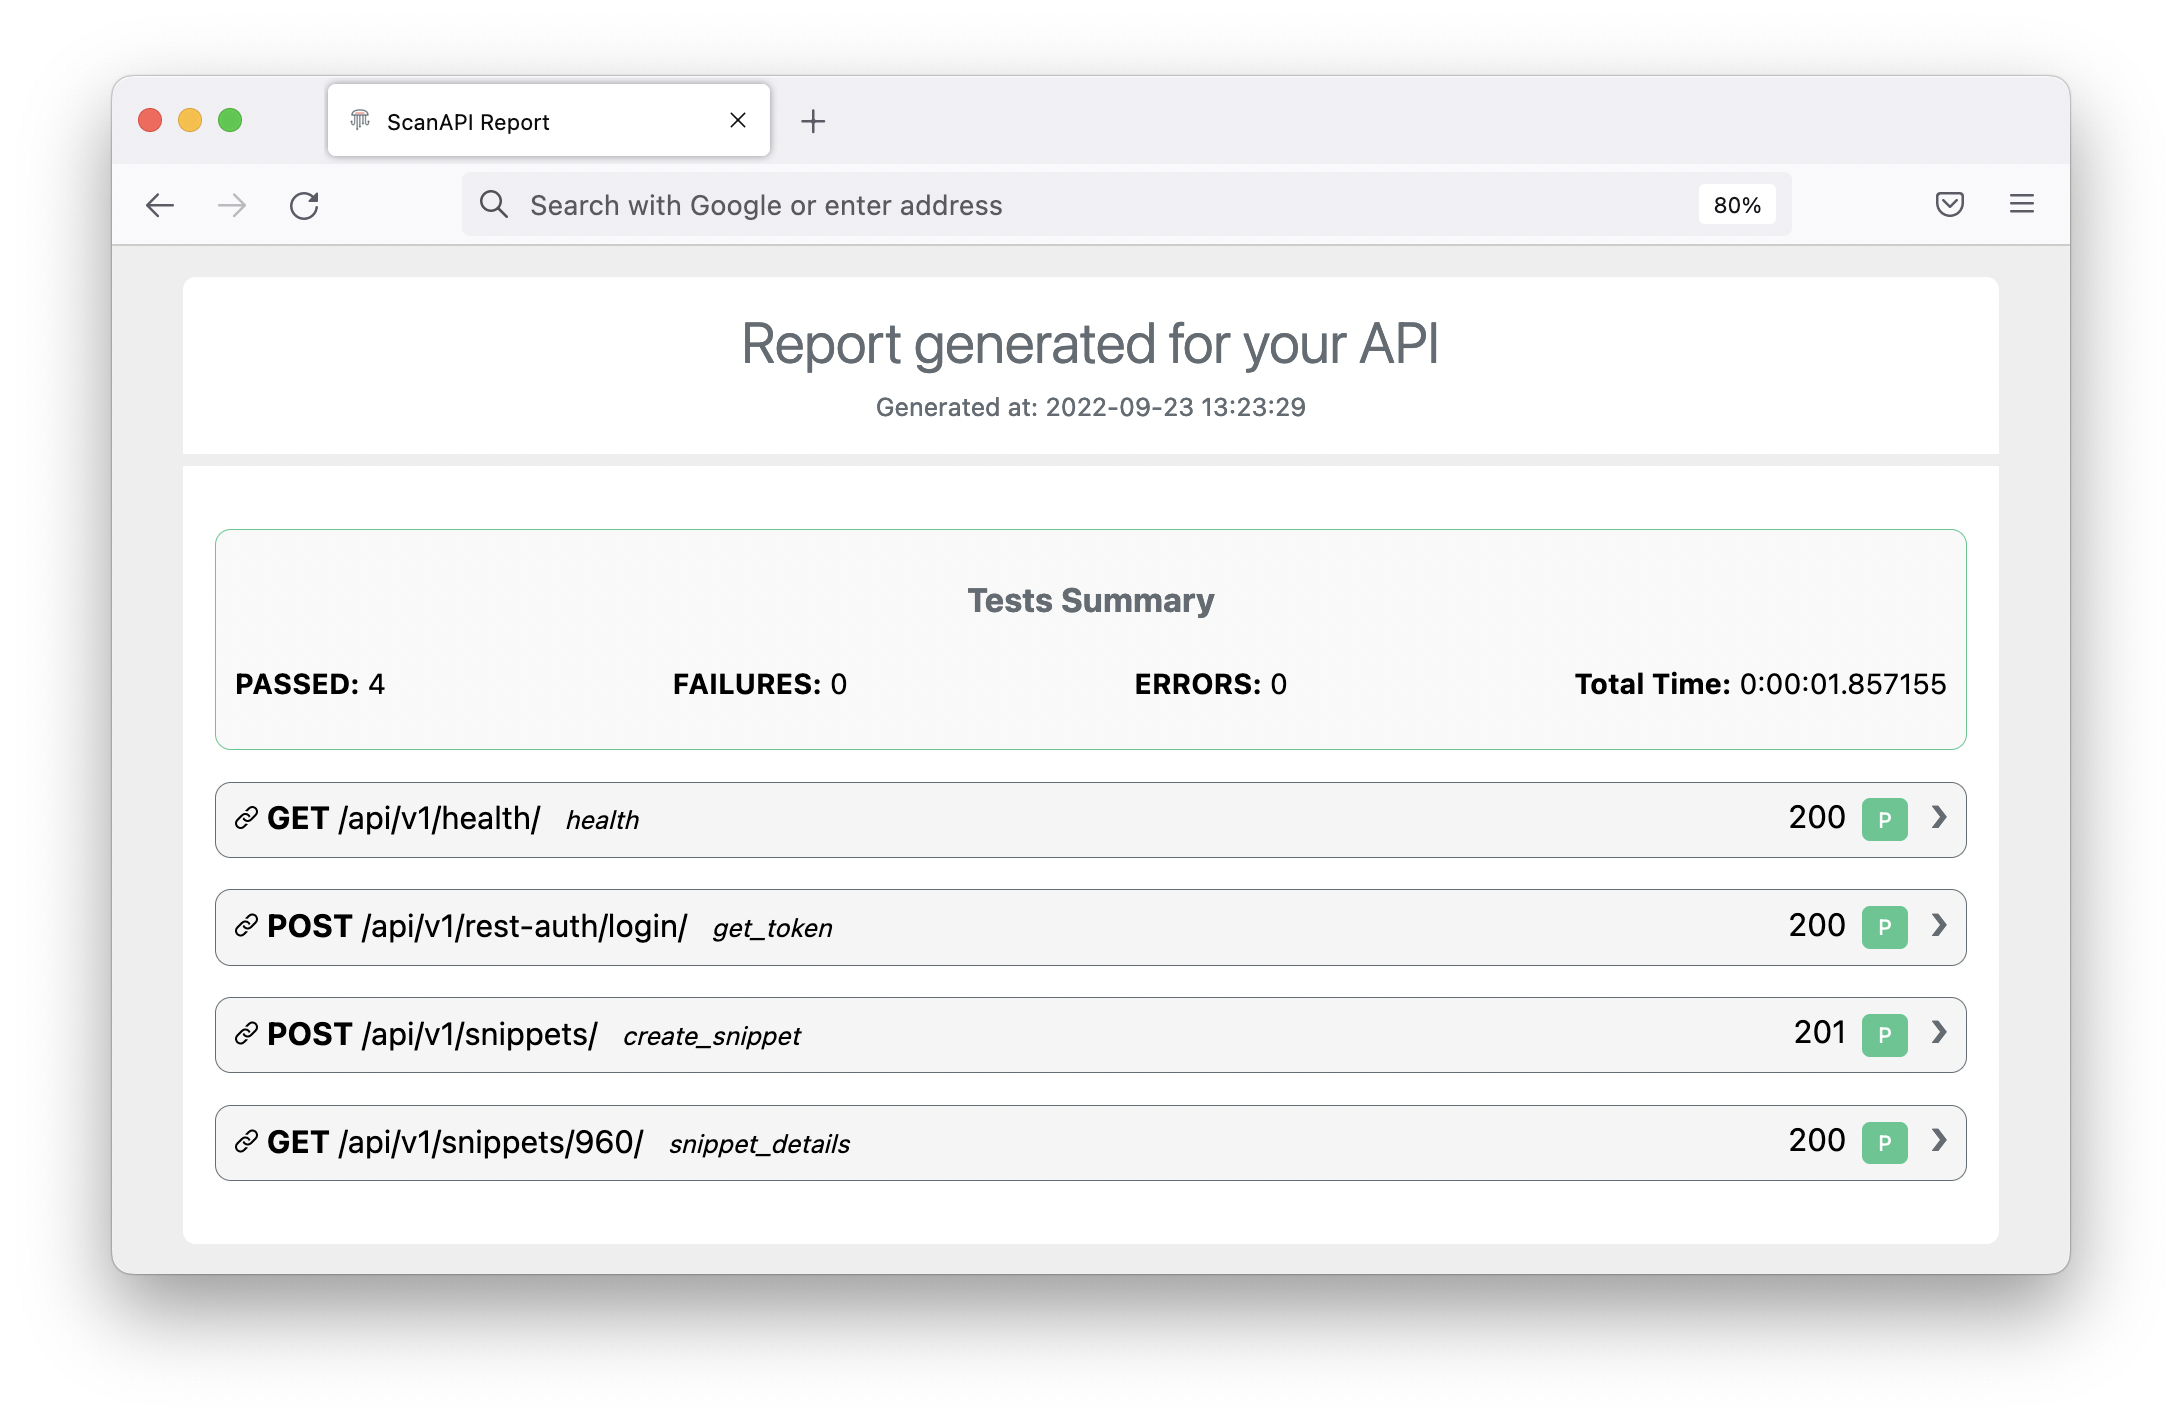 ScanAPI Report
Search with Google or enter address 80%
Report generated for your API
Generated at: 2022-09-23 13:23:29
Tests Summary
PASSED: 4 FAILURES: 0 ERRORS: 0 Total Time: 0:00:01.857155
GET /api/v1/health/ health 200 P
POST /api/v1/rest-auth/login/ get_token 200 P
POST /api/v1/snippets/ create_snippet 201 P
GET /api/v1/snippets/960/ snippet_details 200 P